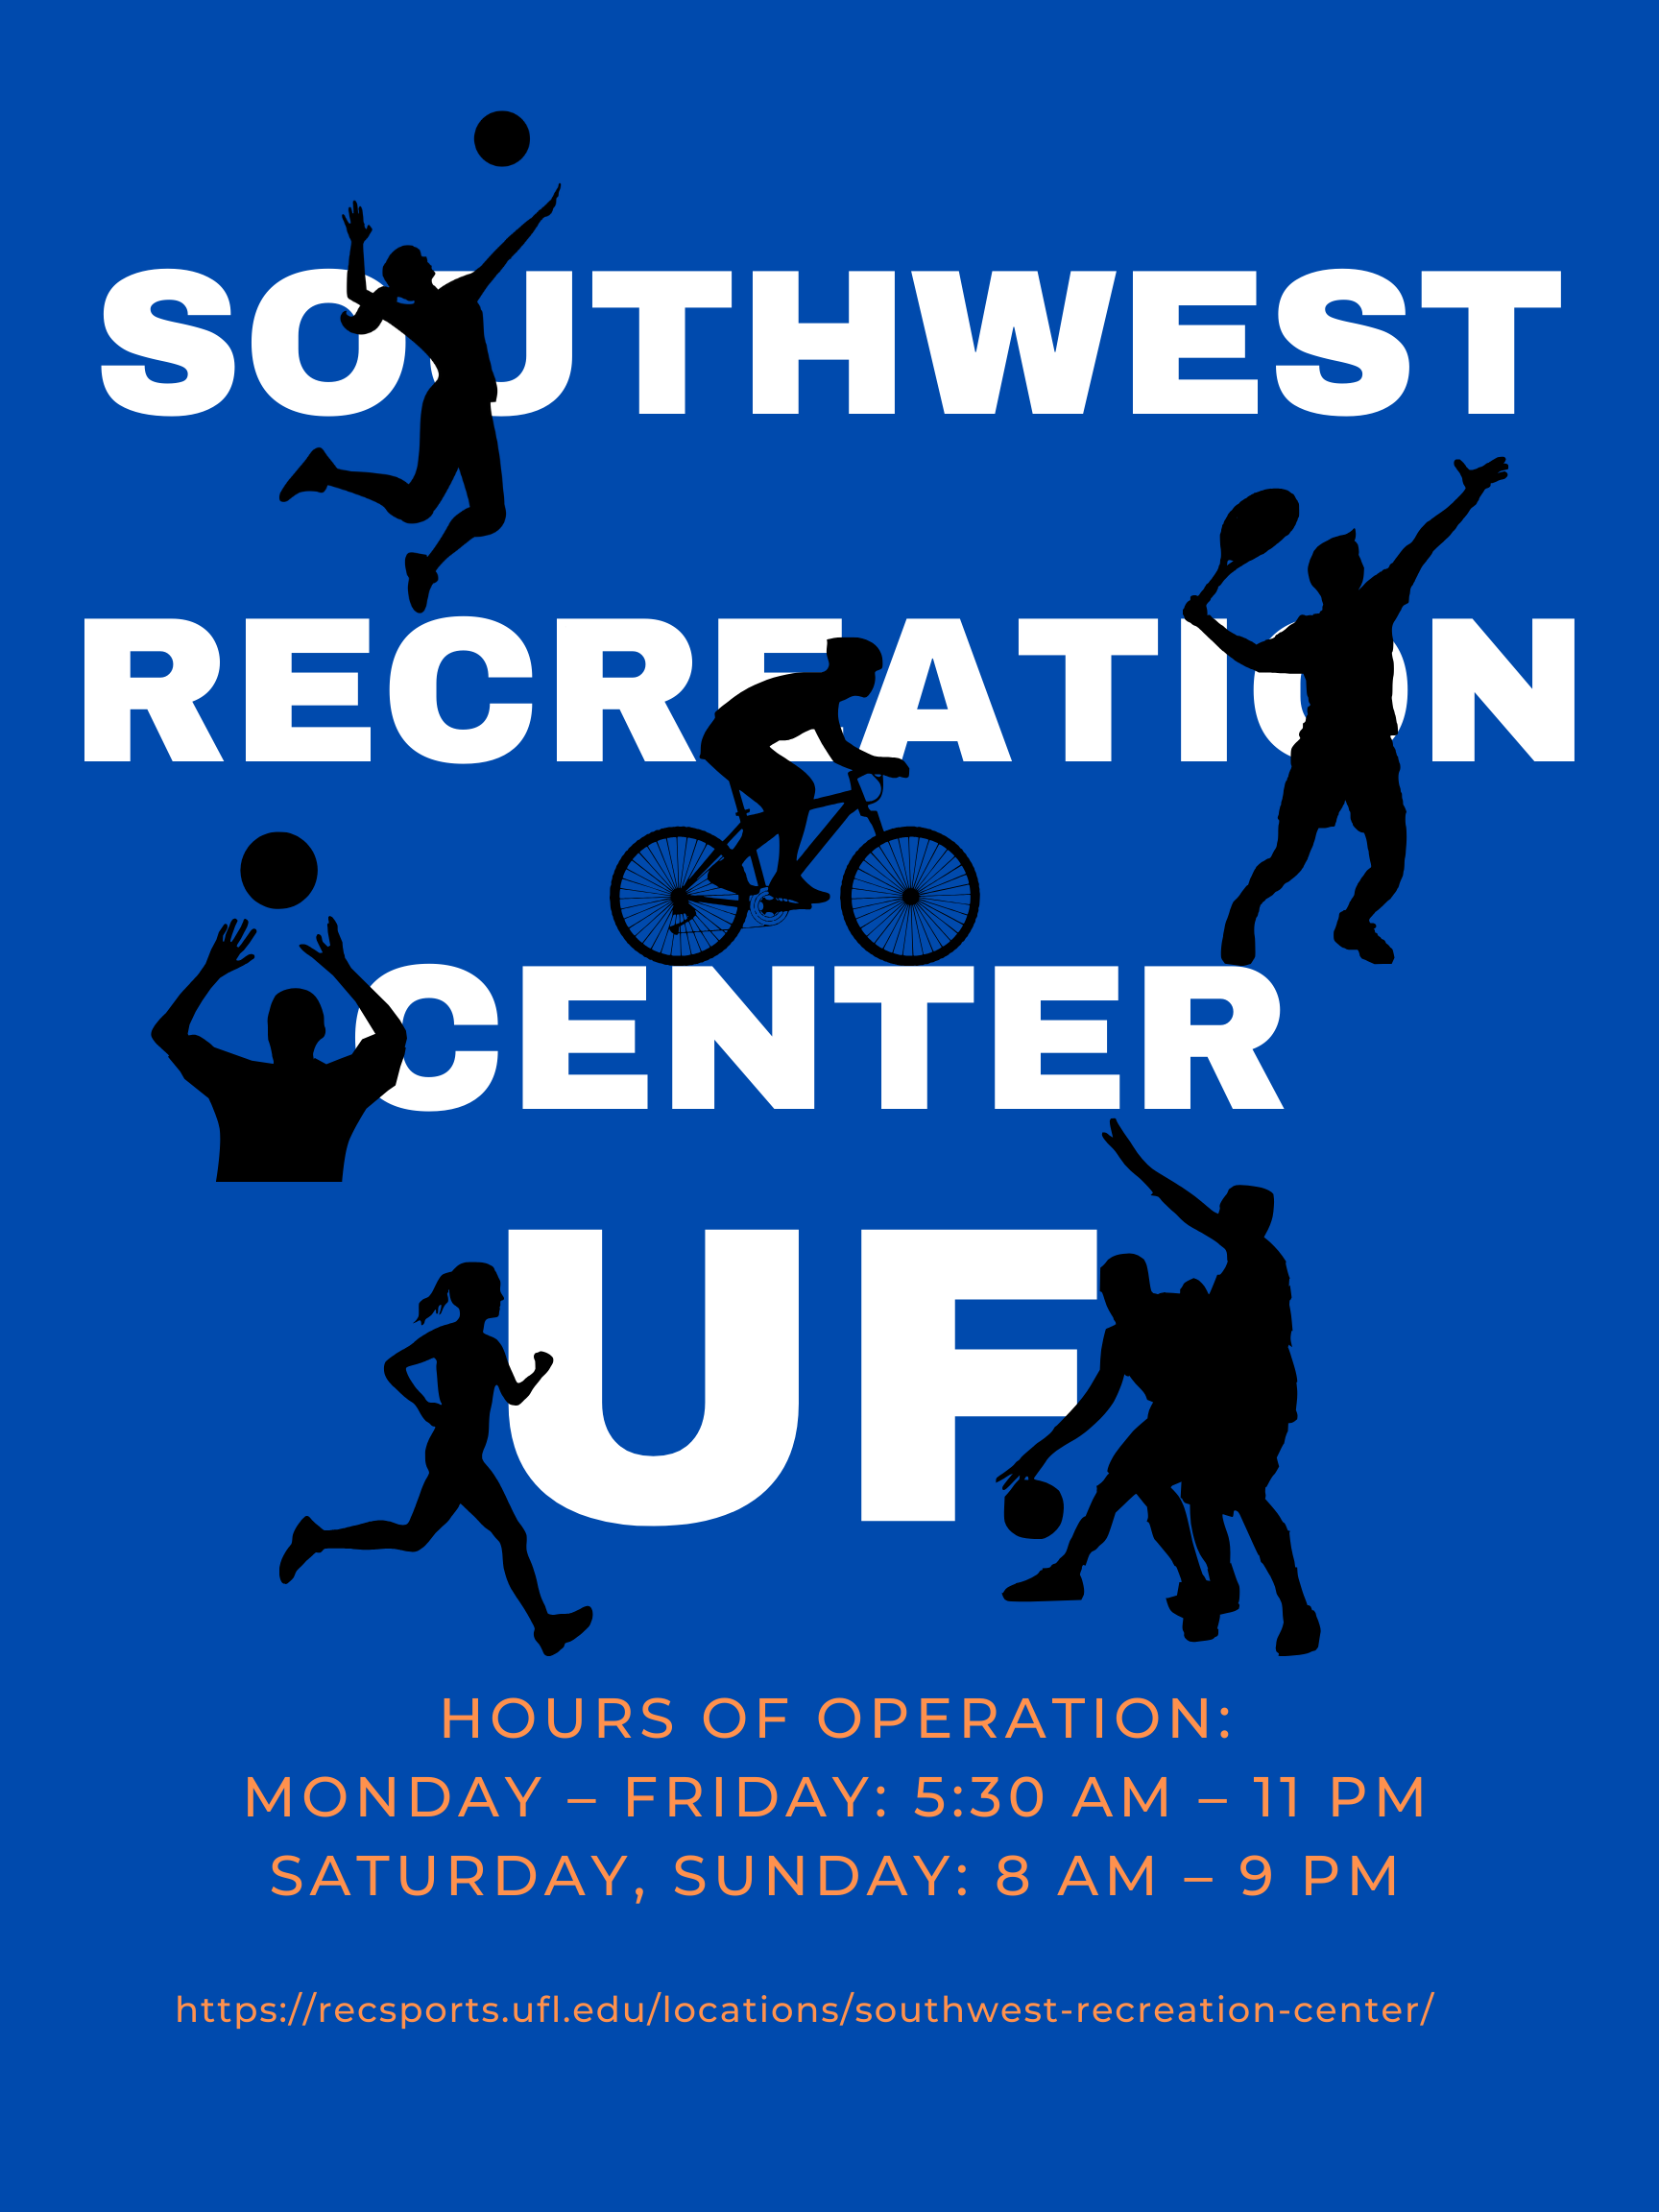 SOUTHWEST
RECREATION
CENTER
UF
HOURS OF OPERATION:
MONDAY – FRIDAY: 5:30 AM – 11 PM
SATURDAY, SUNDAY: 8 AM – 9 PM
https://recsports.ufl.edu/locations/southwest-recreation-center/